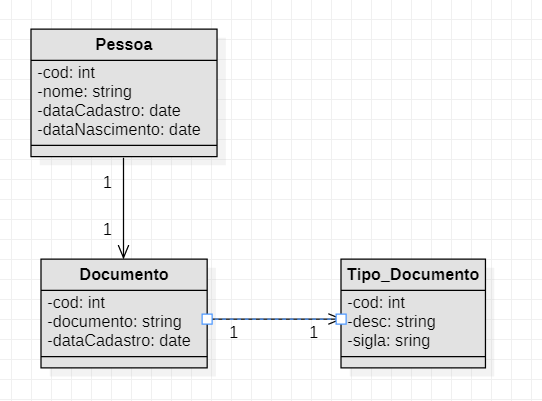 Pessoa
-cod: int
-nome: string
-dataCadastro: date
-dataNascimento: date
1
1
Documento
-cod: int
-documento: string
-dataCadastro: date
1
1
Tipo_Documento
-cod: int
-desc: string
-sigla: sring